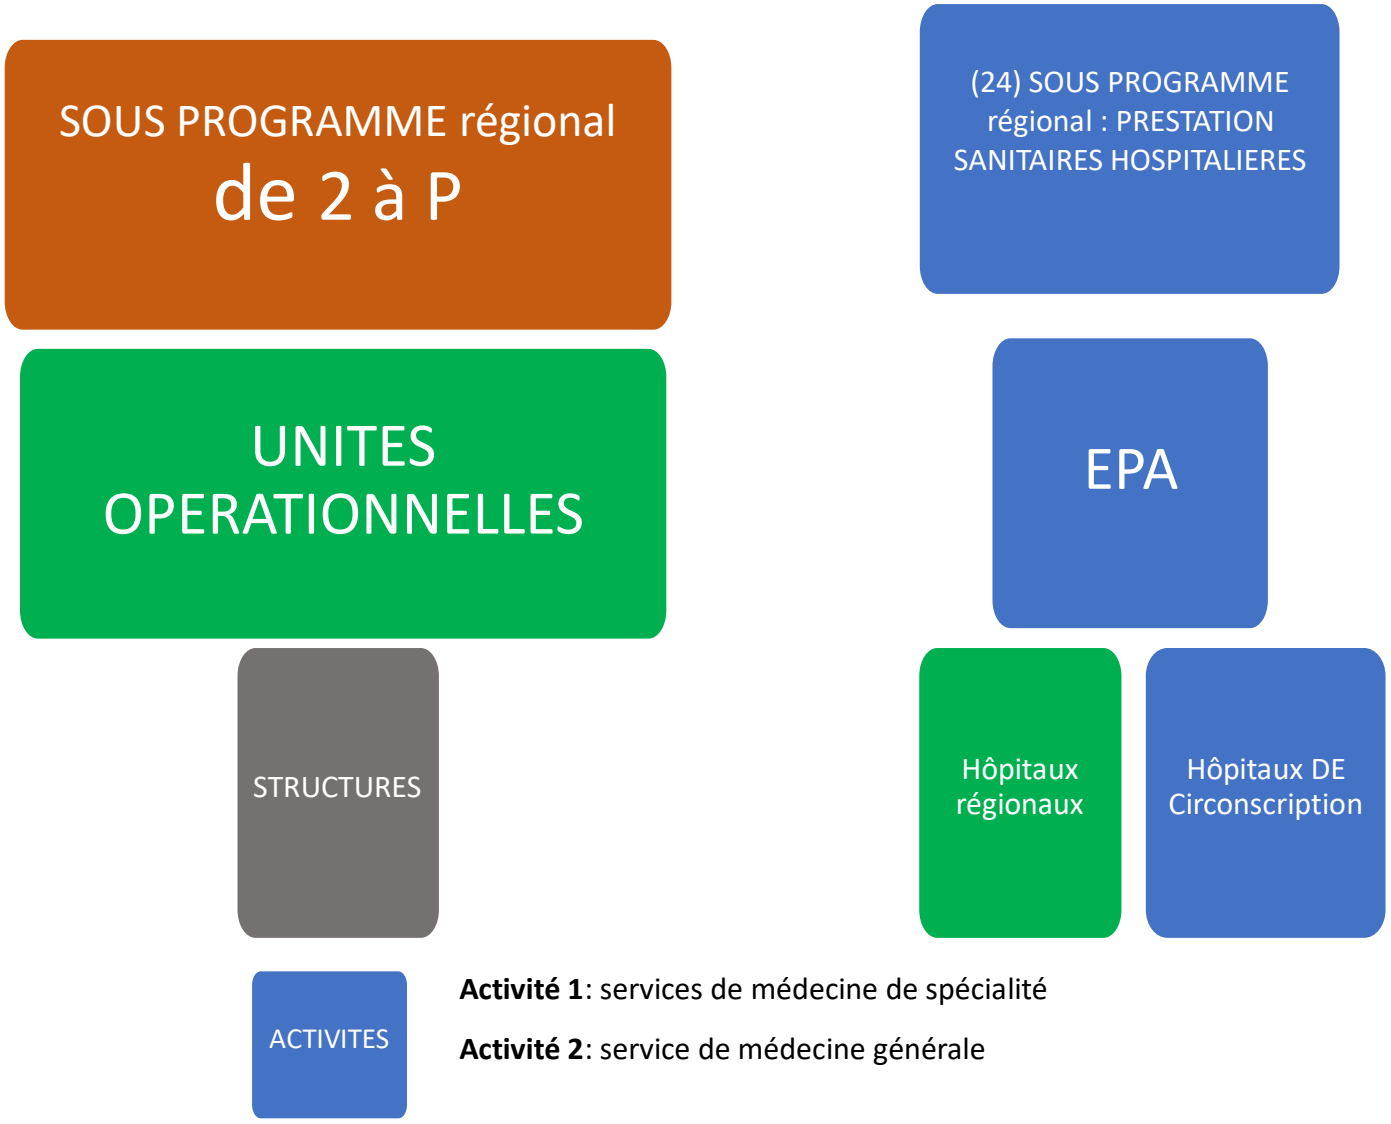 SOUS PROGRAMME régional
de 2 à P
(24) SOUS PROGRAMME
régional : PRESTATION
SANITAIRES HOSPITALIERES
UNITES
OPERATIONNELLES
EPA
STRUCTURES
Hôpitaux
régionaux
Hôpitaux DE
Circonscription
ACTIVITES
Activité 1: services de médecine de spécialité
Activité 2: service de médecine générale